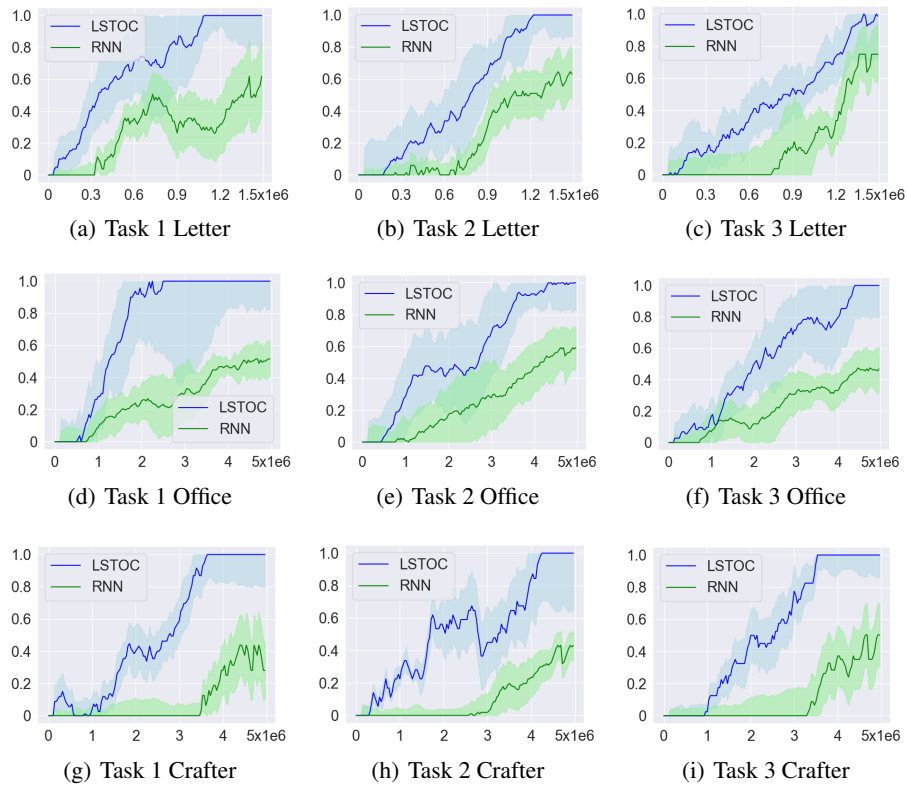 1.0
0.8
0.6
0.4
0.2
0
LSTOC
RNN
0.3 0.6 0.9 1.5x1e6
(a) Task 1 Letter
1.0
0.8
0.6
0.4
0.2
0
LSTOC
RNN
0 0.3 0.6 0.9 1.5x1e6
(b) Task 2 Letter
1.0
0.8
0.6
0.4
0.2
0
LSTOC
RNN
0 0.3 0.6 0.9 1.5x1e6
(c) Task 3 Letter
1.0
0.8
0.6
0.4
0.2
0
LSTOC
RNN
0 1 2 3 4 5x1e6
(d) Task 1 Office
1.0
0.8
0.6
0.4
0.2
0
LSTOC
RNN
0 1 2 3 4 5x1e6
(e) Task 2 Office
1.0
0.8
0.6
0.4
0.2
0
LSTOC
RNN
0 1 2 3 4 5x1e6
(f) Task 3 Office
1.0
0.8
0.6
0.4
0.2
0
LSTOC
RNN
0 1 2 3 4 5x1e6
(g) Task 1 Crafter
1.0
0.8
0.6
0.4
0.2
0
LSTOC
RNN
0 1 2 3 4 5x1e6
(h) Task 2 Crafter
1.0
0.8
0.6
0.4
0.2
0
LSTOC
RNN
0 1 2 3 4 5x1e6
(i) Task 3 Crafter